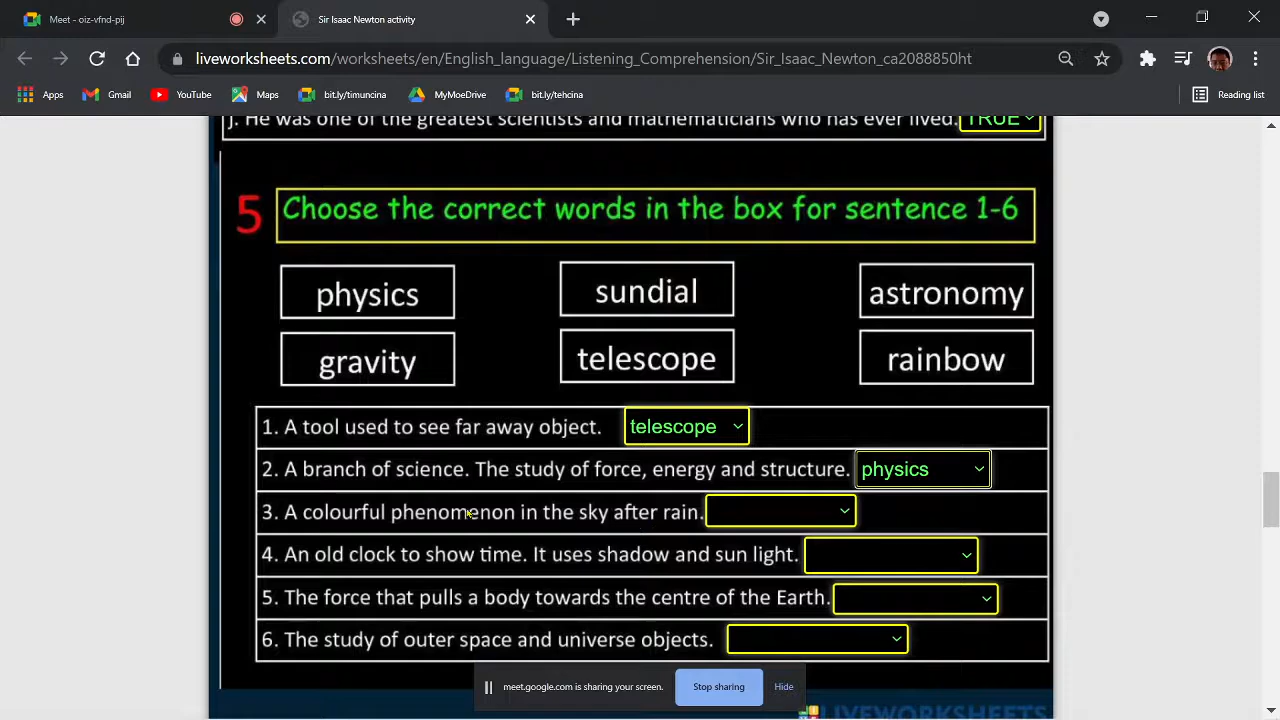 Meet - oiz-vfnd-pij
Sir Isaac Newton activity
liveworksheets.com/worksheets/en/English_language/Listening_Comprehension/Sir_Isaac_Newton_ca2088850ht
Apps Gmail YouTube Maps bit.ly/timuncina MyMoeDrive bit.ly/tehcina Reading list
j. He was one of the greatest scientists and mathematicians who has ever lived. TRUE
5 Choose the correct words in the box for sentence 1-6
physics sundial astronomy
gravity telescope rainbow
1. A tool used to see far away object. telescope
2. A branch of science. The study of force, energy and structure. physics
3. A colourful phenomenon in the sky after rain.
4. An old clock to show time. It uses shadow and sun light.
5. The force that pulls a body towards the centre of the Earth.
6. The study of outer space and universe objects.
meet.google.com is sharing your screen. Stop sharing Hide
LIVEWORKSHEETS